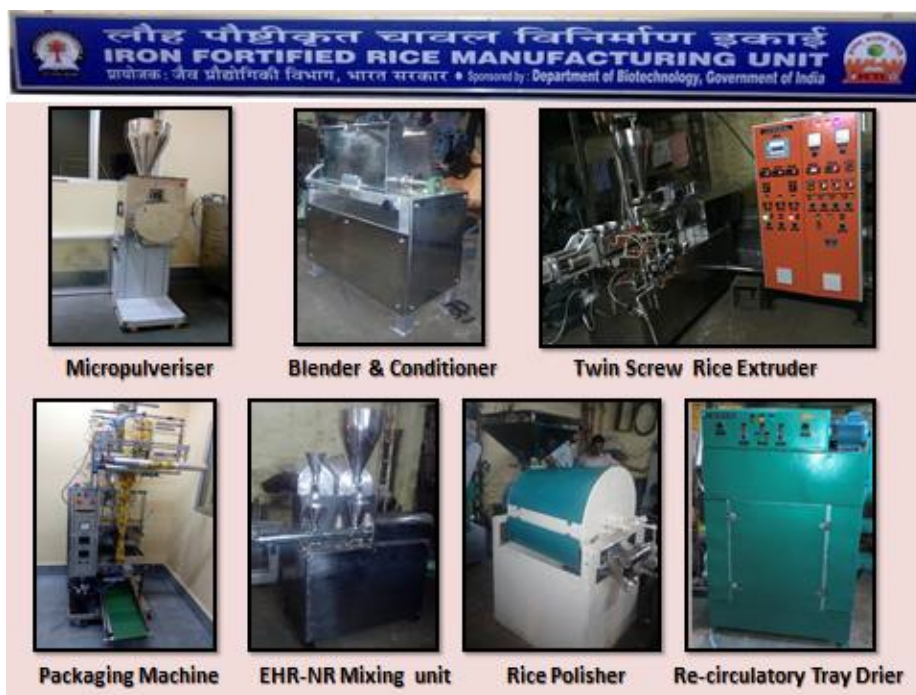 लौह पौष्टीकृत चावल विनिर्माण इकाई
IRON FORTIFIED RICE MANUFACTURING UNIT
प्रायोजक: जैव प्रौद्योगिकी विभाग, भारत सरकार • Sponsored by : Department of Biotechnology, Government of India
Micropulveriser
Blender & Conditioner
Twin Screw Rice Extruder
Packaging Machine
EHR-NR Mixing unit
Rice Polisher
Re-circulatory Tray Drier